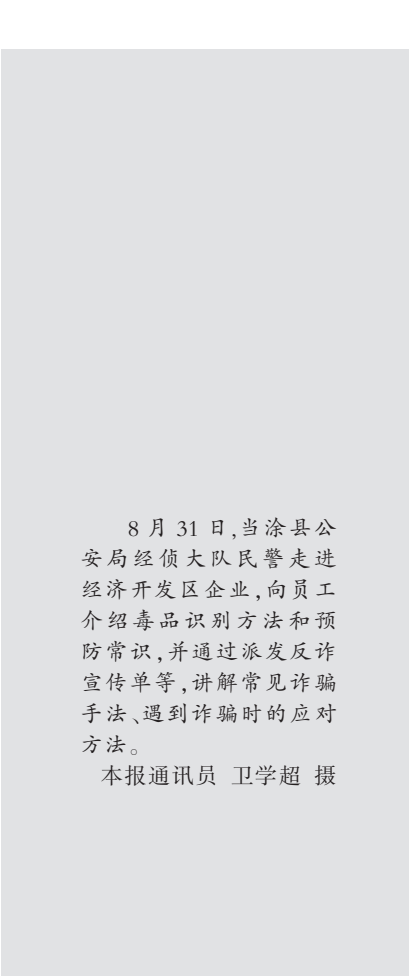 8 月 31 日,当涂县公
安局经侦大队民警走进
经济开发区企业,向员工
介绍毒品识别方法和预
防常识,并通过派发反诈
宣传单等,讲解常见诈骗
手法、遇到诈骗时的应对
方法。
本报通讯员 卫学超 摄